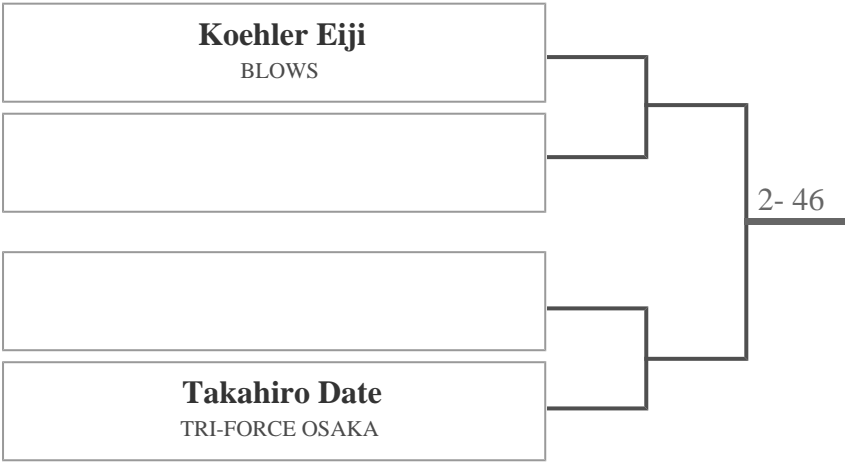 Koehler Eiji
BLOWS
2- 46
Takahiro Date
TRI-FORCE OSAKA